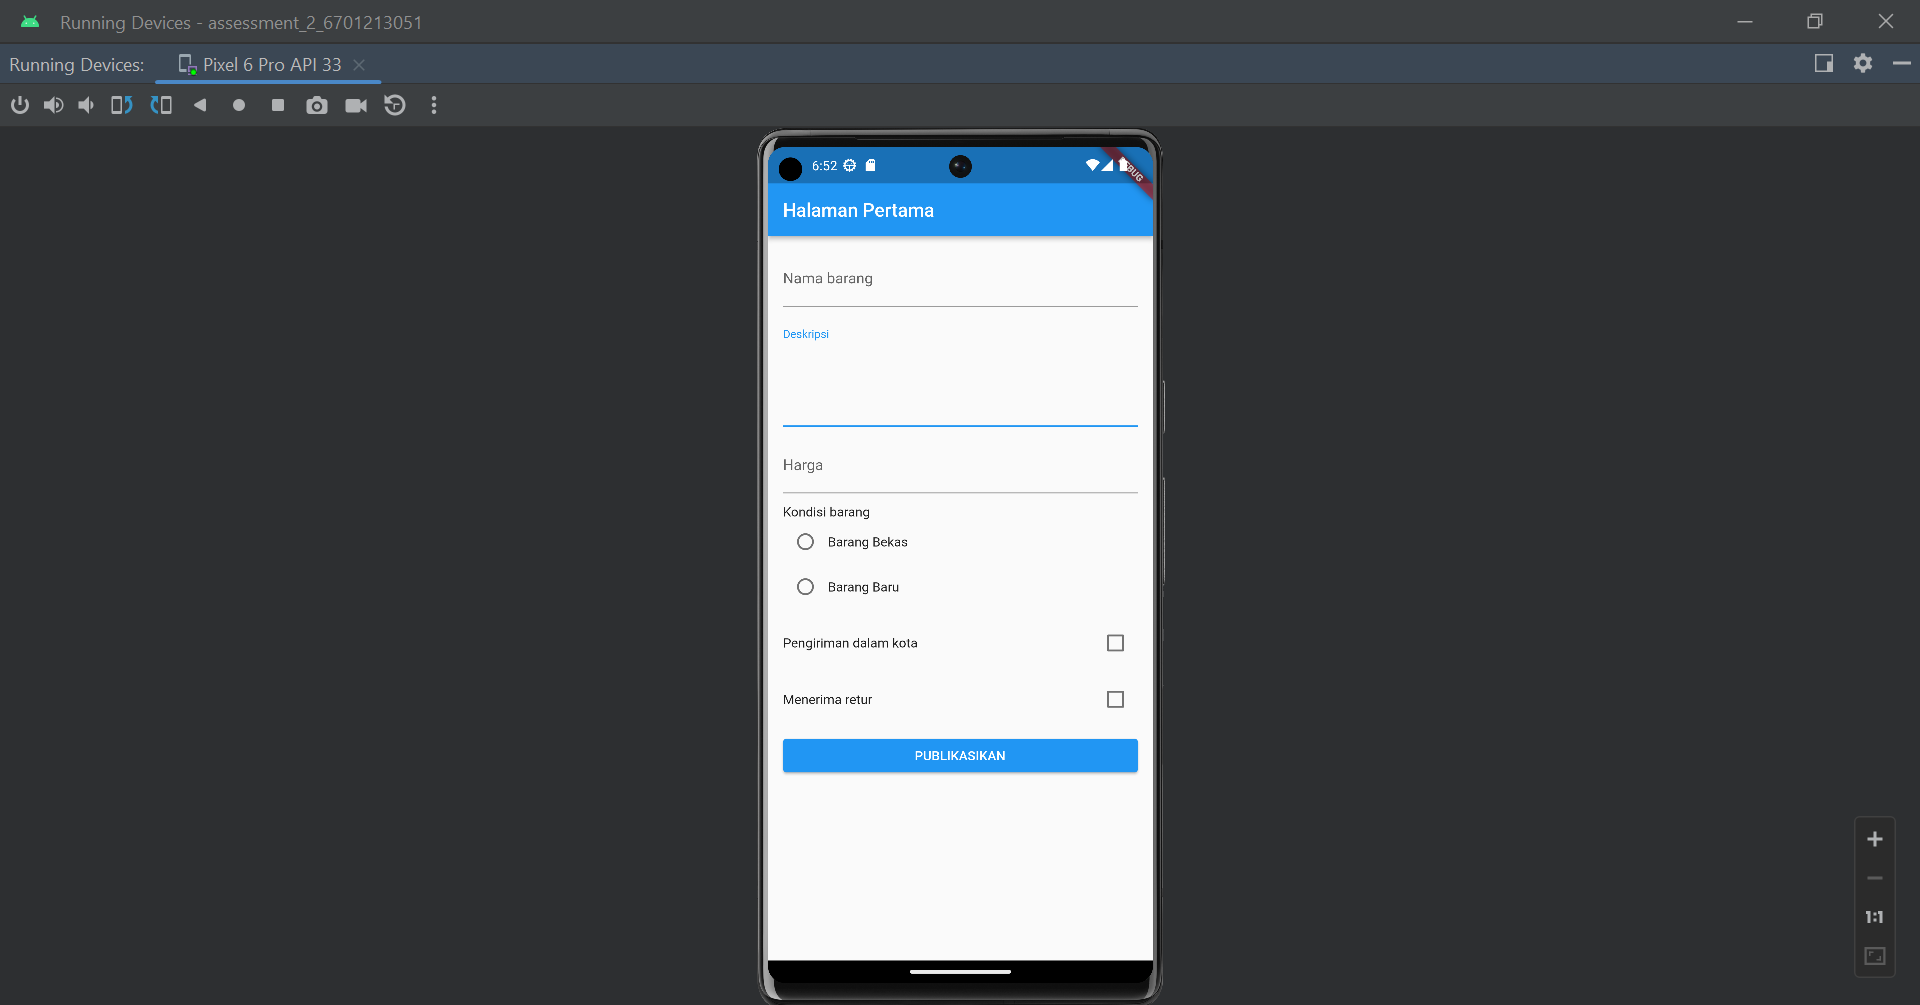 Running Devices - assessment_2_6701213051
Running Devices: Pixel 6 Pro API 33
6:52
Halaman Pertama
Nama barang
Deskripsi
Harga
Kondisi barang
Barang Bekas
Barang Baru
Pengiriman dalam kota
Menerima retur
PUBLIKASIKAN
1:1